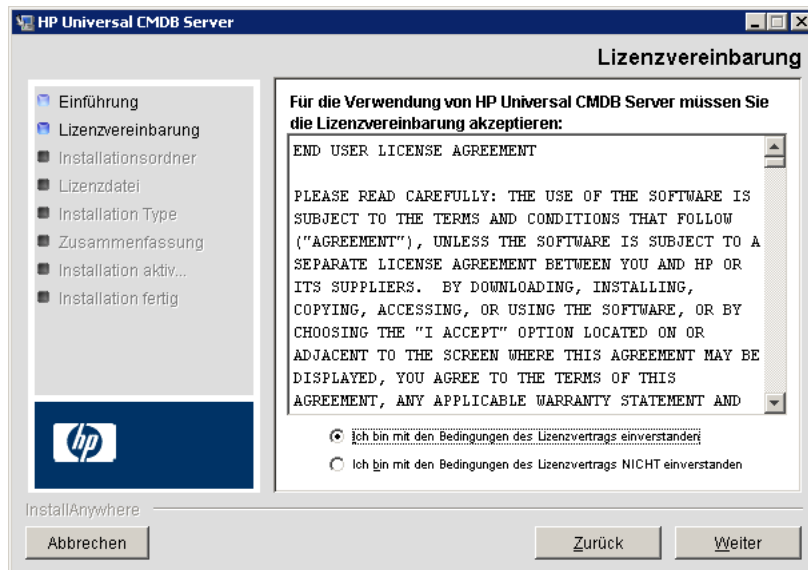 HP Universal CMDB Server
Lizenzvereinbarung
Einführung
Lizenzvereinbarung
Installationsordner
Lizenzdatei
Installation Type
Zusammenfassung
Installation aktiv...
Installation fertig
hp
Für die Verwendung von HP Universal CMDB Server müssen Sie
die Lizenzvereinbarung akzeptieren:
END USER LICENSE AGREEMENT
PLEASE READ CAREFULLY: THE USE OF THE SOFTWARE IS
SUBJECT TO THE TERMS AND CONDITIONS THAT FOLLOW
("AGREEMENT"), UNLESS THE SOFTWARE IS SUBJECT TO A
SEPARATE LICENSE AGREEMENT BETWEEN YOU AND HP OR
ITS SUPPLIERS.  BY DOWNLOADING, INSTALLING,
COPYING, ACCESSING, OR USING THE SOFTWARE, OR BY
CHOOSING THE "I ACCEPT" OPTION LOCATED ON OR
ADJACENT TO THE SCREEN WHERE THIS AGREEMENT MAY BE
DISPLAYED, YOU AGREE TO THE TERMS OF THIS
AGREEMENT, ANY APPLICABLE WARRANTY STATEMENT AND
Ich bin mit den Bedingungen des Lizenzvertrags einverstanden
Ich bin mit den Bedingungen des Lizenzvertrags NICHT einverstanden
InstallAnywhere
Abbrechen
Zurück
Weiter